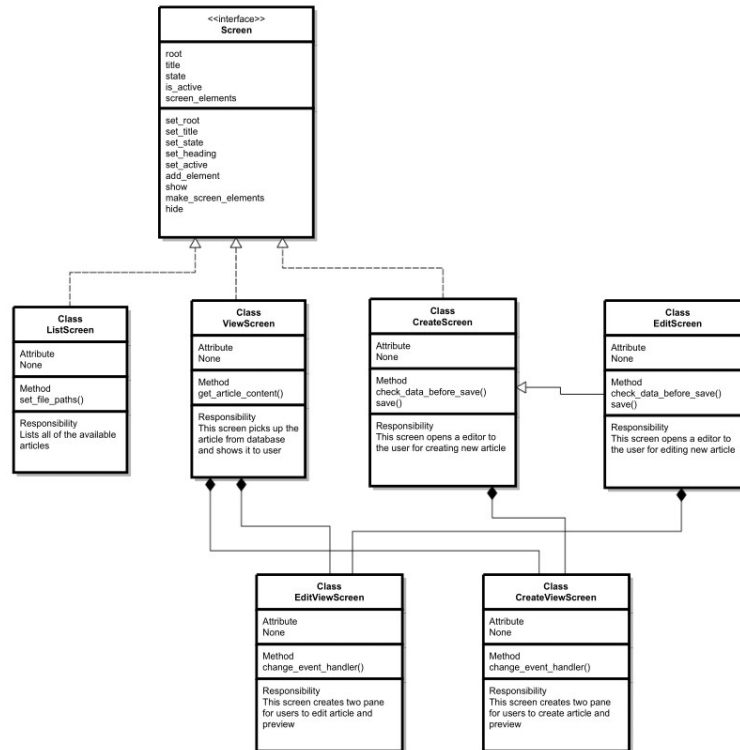 <<interface>>
Screen
root
title
state
is_active
screen_elements
set_root
set_title
set_state
set_heading
set_active
add_element
show
make_screen_elements
hide
Class
ListScreen
Attribute
None
Method
set_file_paths()
Responsibility
Lists all of the available
articles
Class
ViewScreen
Attribute
None
Method
get_article_content()
Responsibility
This screen picks up the
article from database
and shows it to user
Class
CreateScreen
Attribute
None
Method
check_data_before_save()
save()
Responsibility
This screen opens a editor to
the user for creating new article
Class
EditScreen
Attribute
None
Method
check_data_before_save()
save()
Responsibility
This screen opens a editor to
the user for editing new article
Class
EditViewScreen
Attribute
None
Method
change_event_handler()
Responsibility
This screen creates two pane
for users to edit article and
preview
Class
CreateViewScreen
Attribute
None
Method
change_event_handler()
Responsibility
This screen creates two pane
for users to create article and
preview